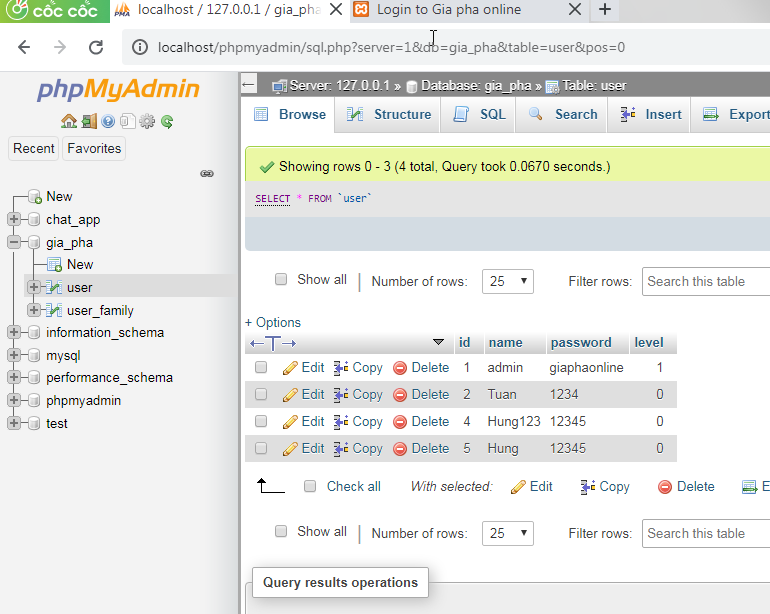 cốc cốc
localhost / 127.0.0.1 / gia_pha
Login to Gia pha online
localhost/phpmyadmin/sql.php?server=1&db=gia_pha&table=user&pos=0
phpMyAdmin
Recent Favorites
New
chat_app
gia_pha
New
user
user_family
information_schema
mysql
performance_schema
phpmyadmin
test
Server: 127.0.0.1 » Database: gia_pha » Table: user
Browse Structure SQL Search Insert Export
Showing rows 0 - 3 (4 total, Query took 0.0670 seconds.)
SELECT * FROM `user`
Show all | Number of rows: 25 Filter rows: Search this table
+ Options
←T→ id name password level
Edit Copy Delete 1 admin giaphaonline 1
Edit Copy Delete 2 Tuan 1234 0
Edit Copy Delete 4 Hung123 12345 0
Edit Copy Delete 5 Hung 12345 0
Check all With selected: Edit Copy Delete E
Show all | Number of rows: 25 Filter rows: Search this table
Query results operations